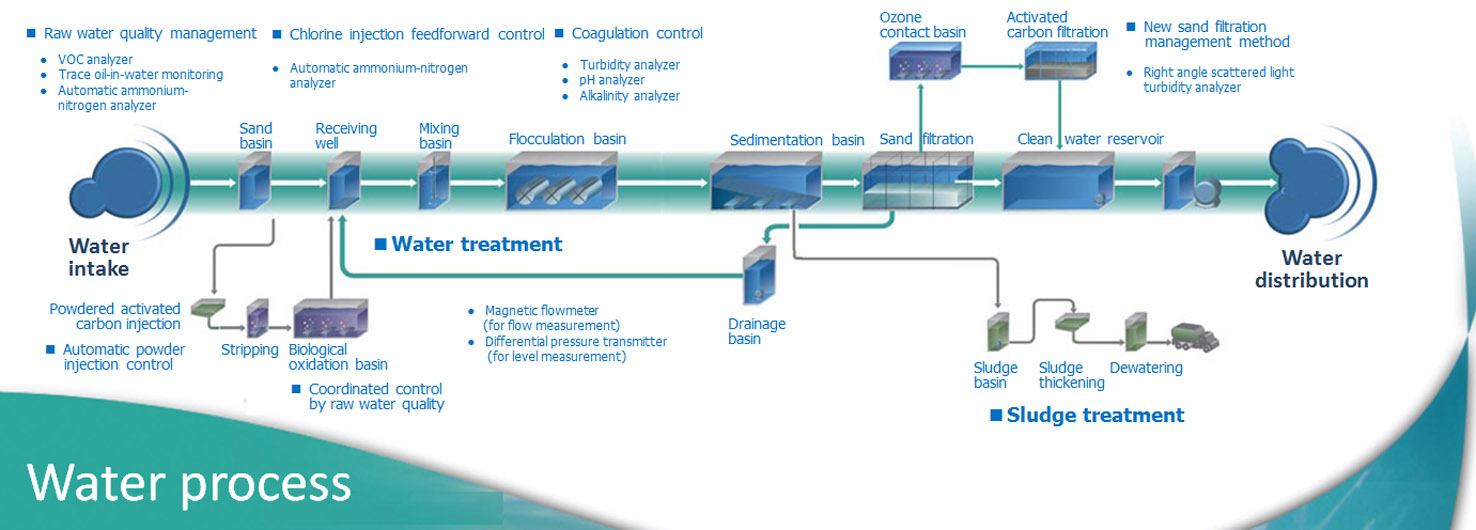 ■ Raw water quality management
● VOC analyzer
● Trace oil-in-water monitoring
● Automatic ammonium-
nitrogen analyzer
■ Chlorine injection feedforward control
● Automatic ammonium-nitrogen
analyzer
■ Coagulation control
● Turbidity analyzer
● pH analyzer
● Alkalinity analyzer
Ozone
contact basin
Activated
carbon filtration
■ New sand filtration
management method
● Right angle scattered light
turbidity analyzer
Sand
basin
Receiving
well
Mixing
basin
Flocculation basin
Sedimentation basin
Sand filtration
Clean water reservoir
Water
intake
■ Water treatment
Water
distribution
Powdered activated
carbon injection
■ Automatic powder
injection control
Stripping
Biological
oxidation basin
■ Coordinated control
by raw water quality
● Magnetic flowmeter
(for flow measurement)
● Differential pressure transmitter
(for level measurement)
Drainage
basin
Sludge
basin
Sludge
thickening
Dewatering
■ Sludge treatment
Water process